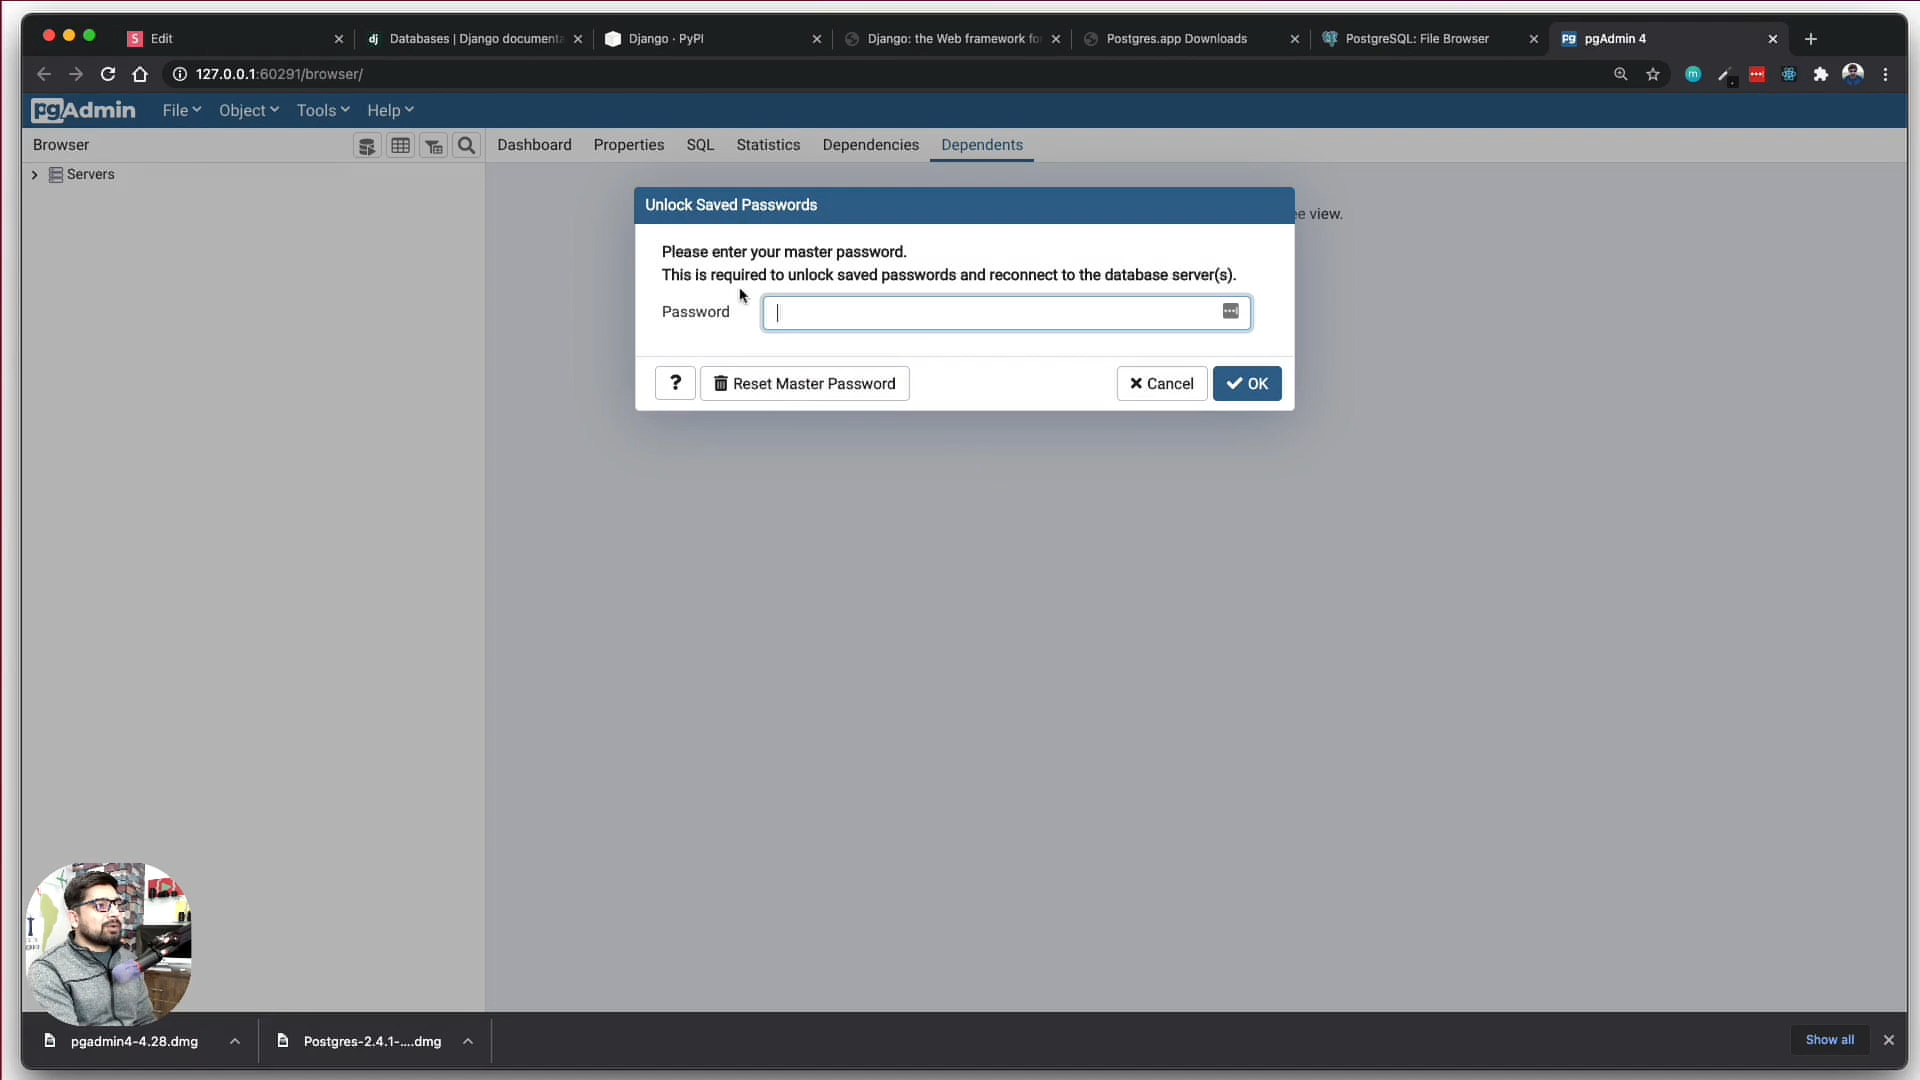 S Edit
dj Databases | Django documenta
Django · PyPI
Django: the Web framework fo
Postgres.app Downloads
PostgreSQL: File Browser
Pg pgAdmin 4
127.0.0.1:60291/browser/
m
pgAdmin File Object Tools Help
Browser
Dashboard Properties SQL Statistics Dependencies Dependents
Servers
Unlock Saved Passwords
ee view.
Please enter your master password.
This is required to unlock saved passwords and reconnect to the database server(s).
Password
? Reset Master Password Cancel OK
pgadmin4-4.28.dmg
Postgres-2.4.1-....dmg
Show all